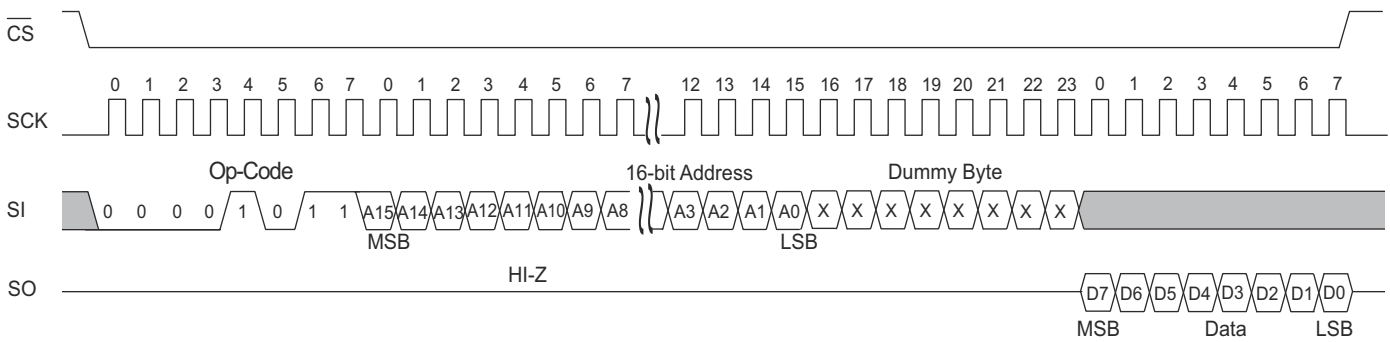 CS
0 1 2 3 4 5 6 7 0 1 2 3 4 5 6 7 12 13 14 15 16 17 18 19 20 21 22 23 0 1 2 3 4 5 6 7
SCK
Op-Code 16-bit Address Dummy Byte
SI 0 0 0 0 1 0 1 1 A15 A14 A13 A12 A11 A10 A9 A8 A3 A2 A1 A0 X X X X X X X X
MSB LSB
HI-Z
SO D7 D6 D5 D4 D3 D2 D1 D0
MSB Data LSB